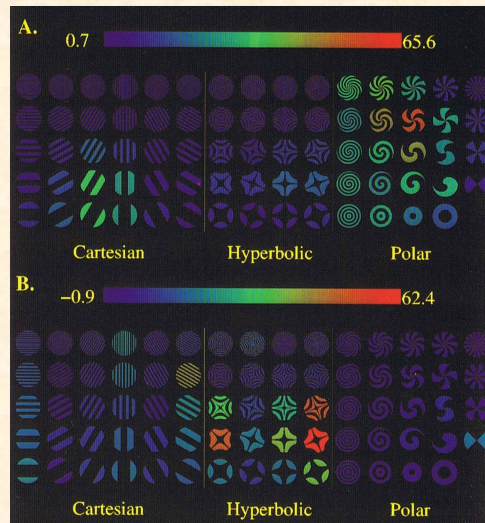 A.
0.7 65.6
Cartesian Hyperbolic Polar
B.
−0.9 62.4
Cartesian Hyperbolic Polar